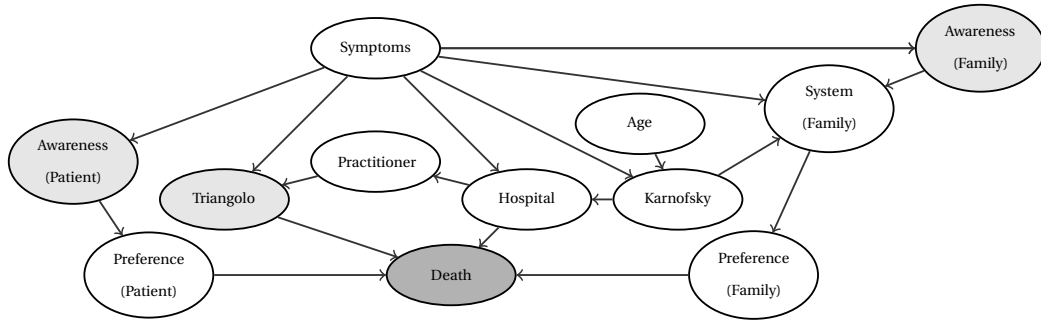 Symptoms
Awareness
(Family)
System
(Family)
Age
Awareness
(Patient)
Practitioner
Triangolo
Hospital
Karnofsky
Preference
(Patient)
Death
Preference
(Family)